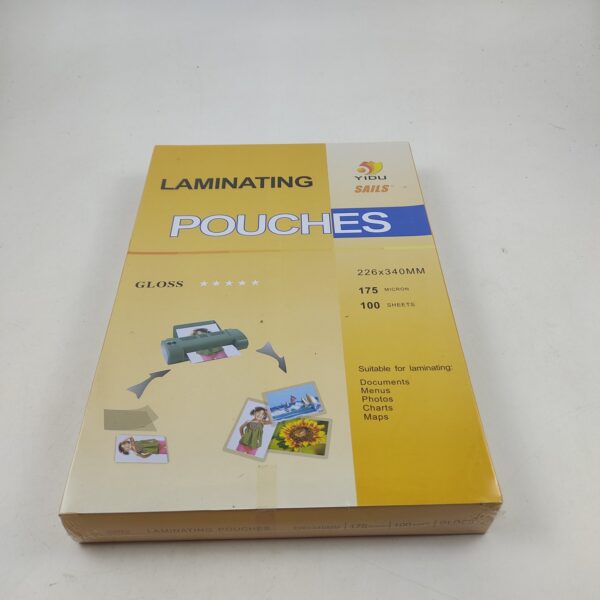 LAMINATING
YIDU
SAILS
POUCHES
226x340MM
GLOSS
175 MICRON
100 SHEETS
Suitable for laminating:
Documents
Menus
Photos
Charts
Maps
LAMINATING POUCHES